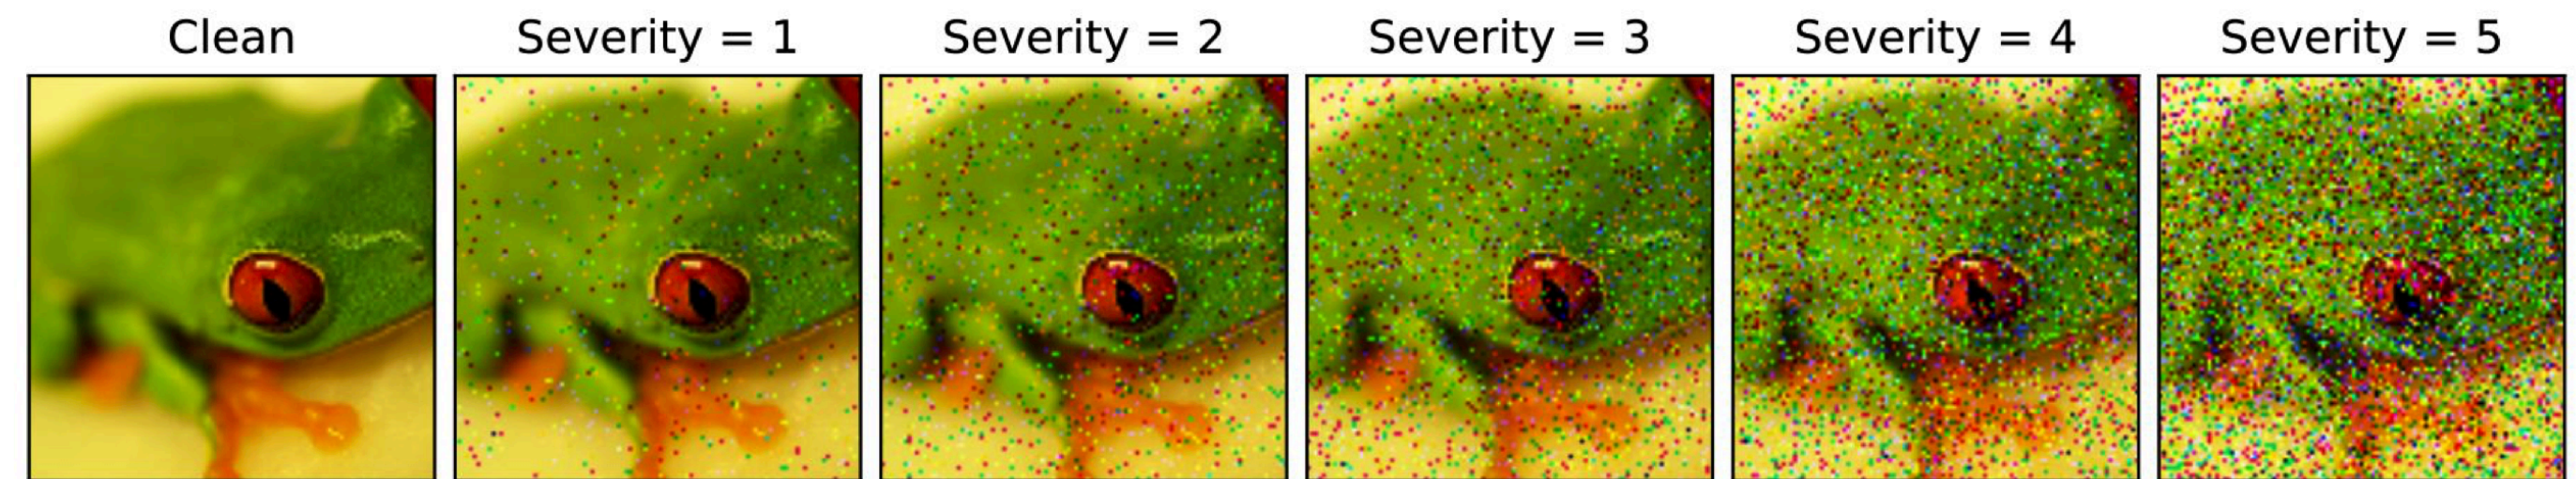 Clean Severity = 1 Severity = 2 Severity = 3 Severity = 4 Severity = 5